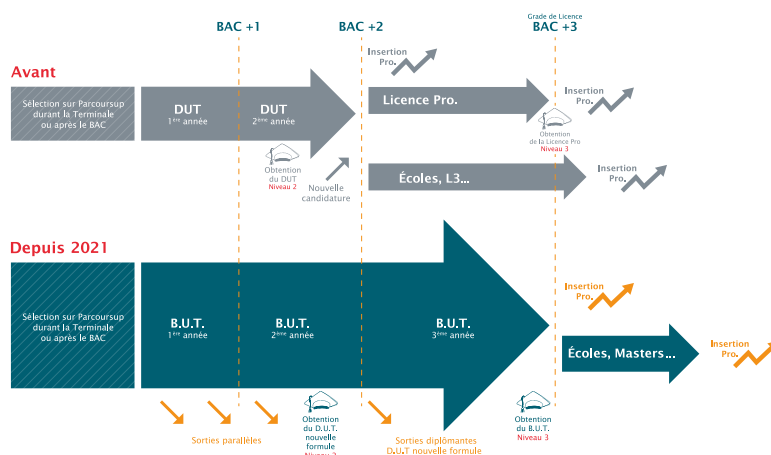 BAC +1
BAC +2
Grade de Licence
BAC +3
Avant
Sélection sur Parcoursup
durant la Terminale
ou après le BAC
DUT
1ère année
DUT
2ème année
Obtention
du DUT
Niveau 2
Nouvelle
candidature
Insertion
Pro.
Licence Pro.
Obtention
de la Licence Pro
Niveau 3
Insertion
Pro.
Écoles, L3...
Insertion
Pro.
Depuis 2021
Sélection sur Parcoursup
durant la Terminale
ou après le BAC
B.U.T.
1ère année
B.U.T.
2ème année
B.U.T.
3ème année
Insertion
Pro.
Écoles, Masters...
Insertion
Pro.
Sorties parallèles
Obtention
du D.U.T.
nouvelle
formule
Niveau 2
Sorties diplômantes
D.U.T nouvelle formule
Obtention
du B.U.T.
Niveau 3